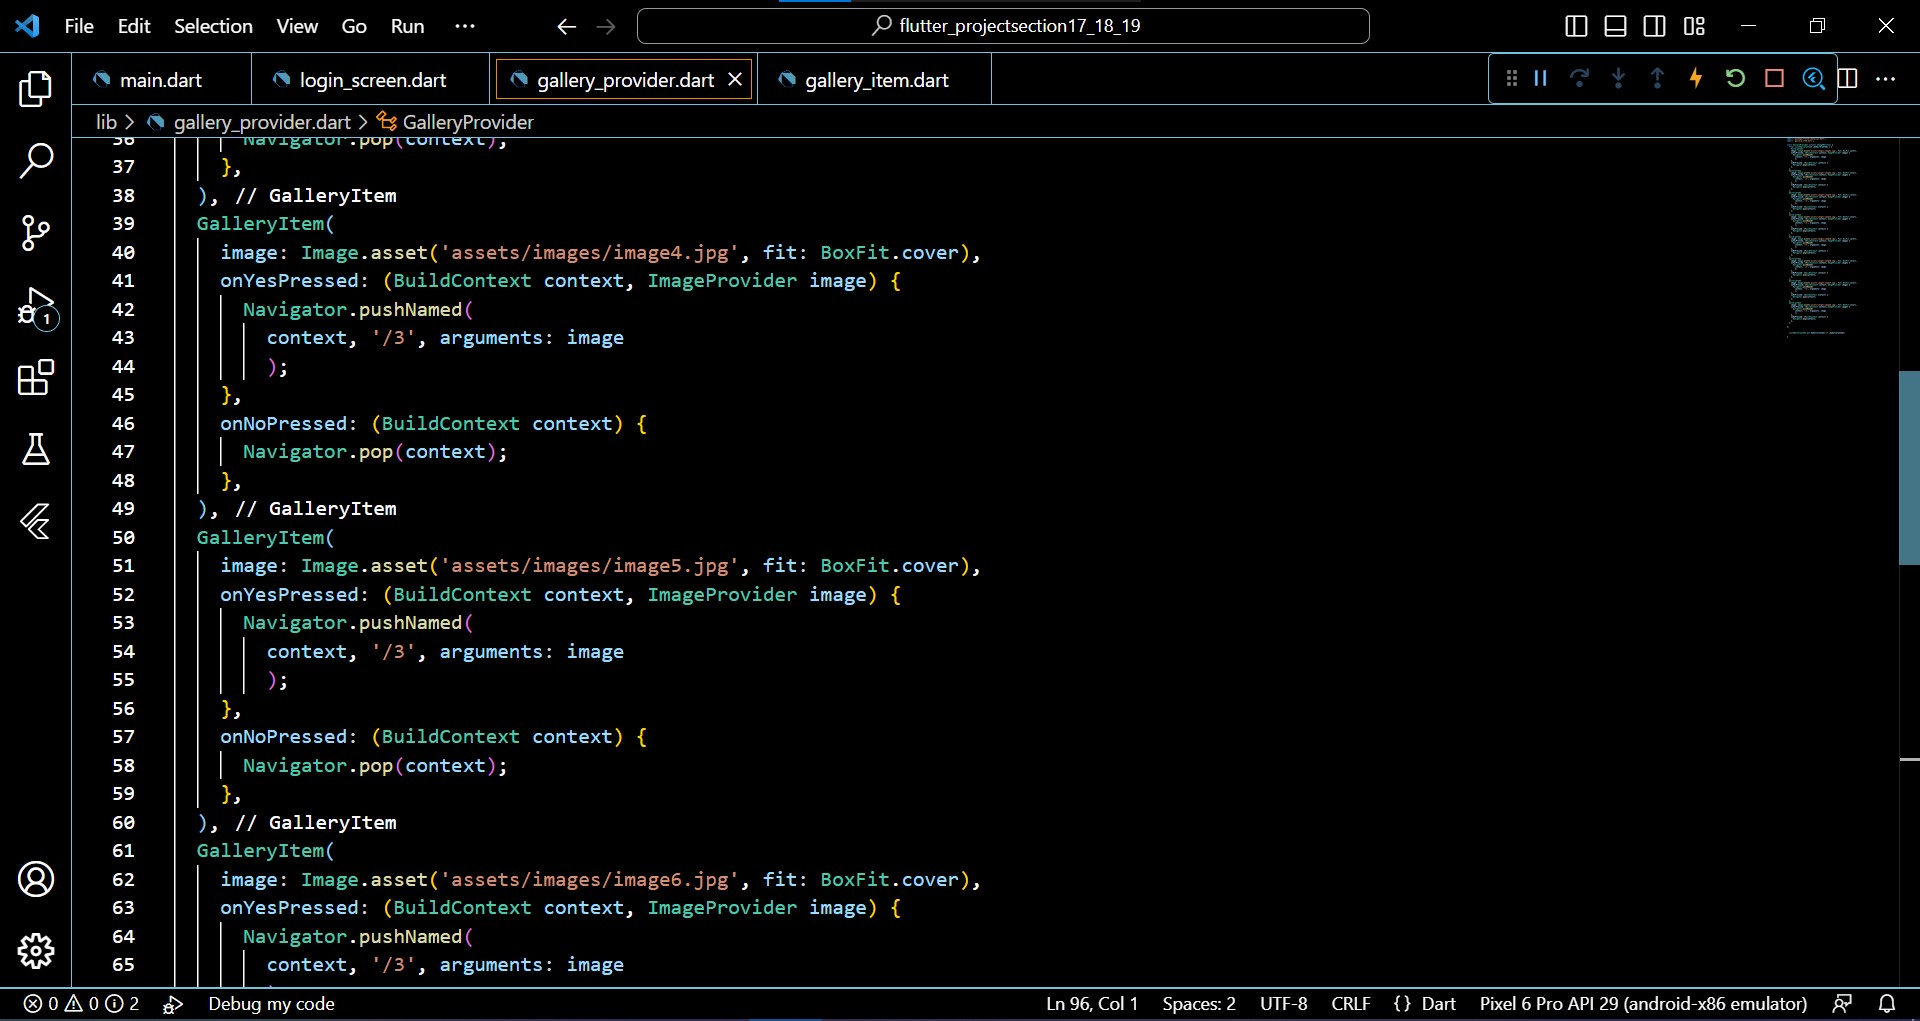 File Edit Selection View Go Run ···
flutter_projectsection17_18_19
main.dart login_screen.dart gallery_provider.dart gallery_item.dart
lib > gallery_provider.dart > GalleryProvider
36 Navigator.pop(context);
37 },
38 ), // GalleryItem
39 GalleryItem(
40 image: Image.asset('assets/images/image4.jpg', fit: BoxFit.cover),
41 onYesPressed: (BuildContext context, ImageProvider image) {
42 Navigator.pushNamed(
43 context, '/3', arguments: image
44 );
45 },
46 onNoPressed: (BuildContext context) {
47 Navigator.pop(context);
48 },
49 ), // GalleryItem
50 GalleryItem(
51 image: Image.asset('assets/images/image5.jpg', fit: BoxFit.cover),
52 onYesPressed: (BuildContext context, ImageProvider image) {
53 Navigator.pushNamed(
54 context, '/3', arguments: image
55 );
56 },
57 onNoPressed: (BuildContext context) {
58 Navigator.pop(context);
59 },
60 ), // GalleryItem
61 GalleryItem(
62 image: Image.asset('assets/images/image6.jpg', fit: BoxFit.cover),
63 onYesPressed: (BuildContext context, ImageProvider image) {
64 Navigator.pushNamed(
65 context, '/3', arguments: image
1
0 0 2 Debug my code Ln 96, Col 1 Spaces: 2 UTF-8 CRLF {} Dart Pixel 6 Pro API 29 (android-x86 emulator)